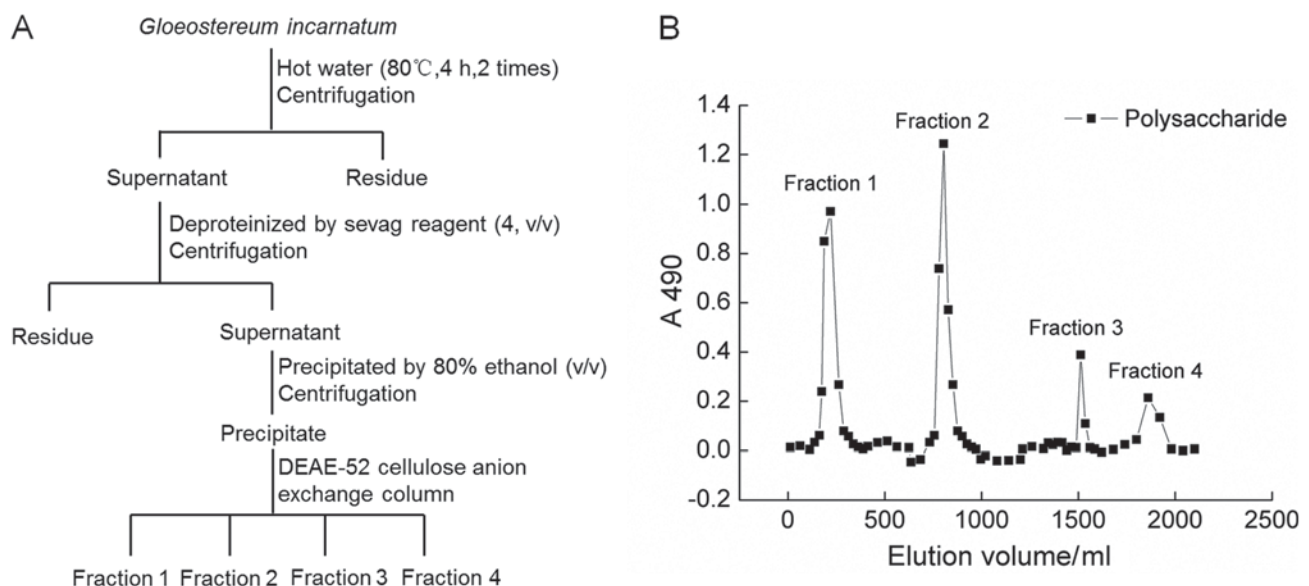 A
Gloeostereum incarnatum
Hot water (80℃,4 h,2 times)
Centrifugation
Supernatant
Residue
Deproteinized by sevag reagent (4, v/v)
Centrifugation
Residue
Supernatant
Precipitated by 80% ethanol (v/v)
Centrifugation
Precipitate
DEAE-52 cellulose anion
exchange column
Fraction 1
Fraction 2
Fraction 3
Fraction 4
B
Polysaccharide
Fraction 1
Fraction 2
Fraction 3
Fraction 4
A 490
1.4
1.2
1.0
0.8
0.6
0.4
0.2
0.0
-0.2
0
500
1000
1500
2000
2500
Elution volume/ml